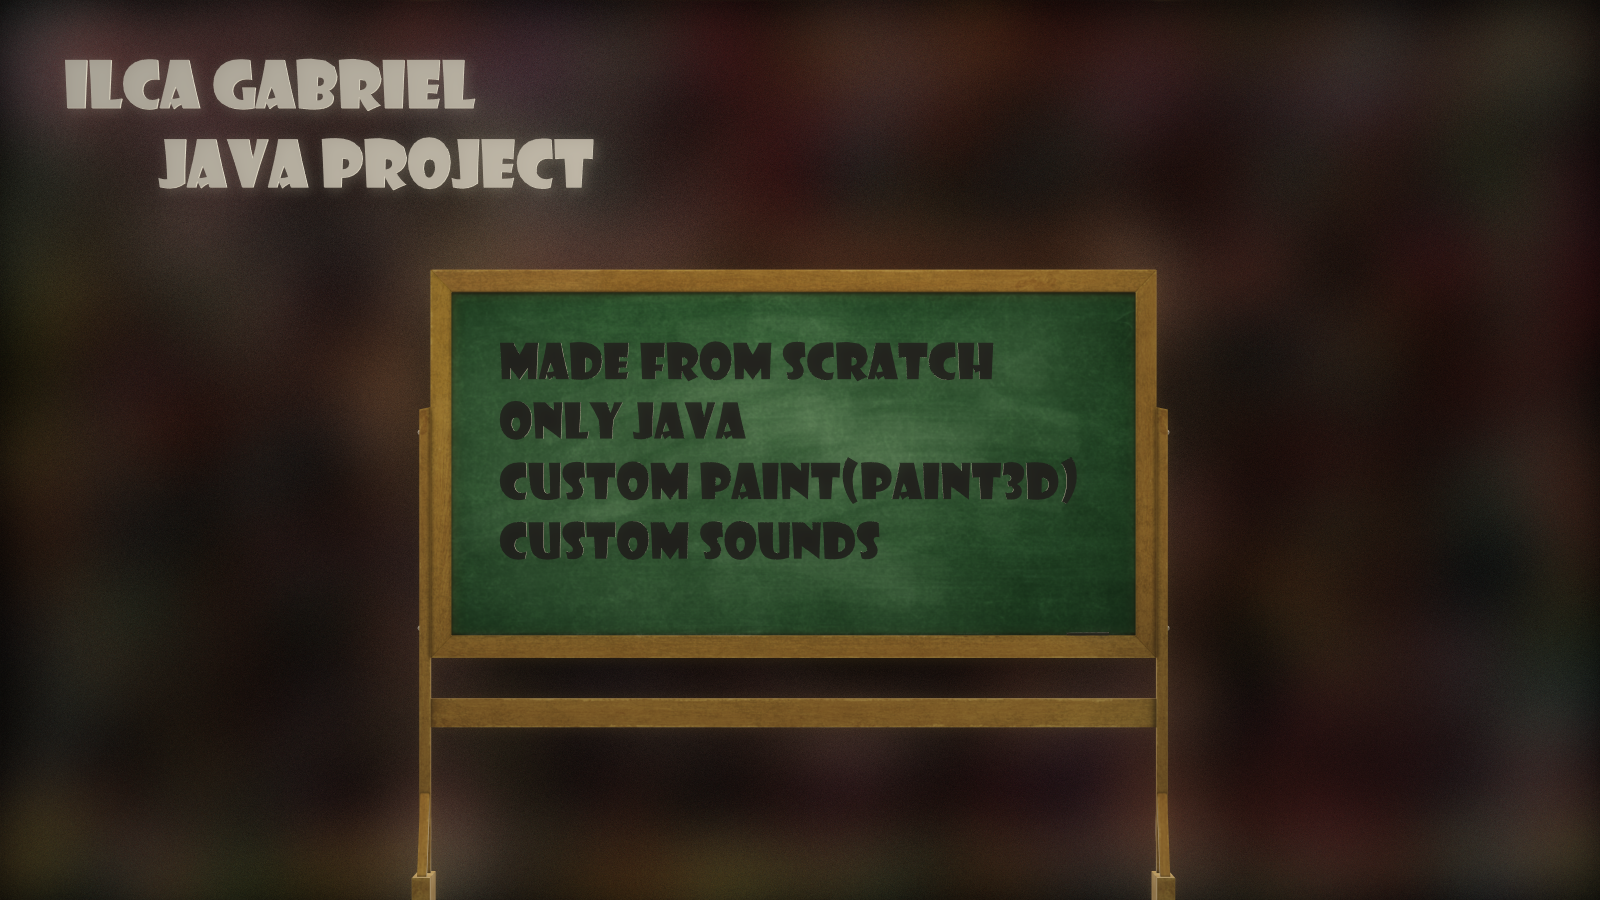 ILCA GABRIEL
JAVA PROJECT
MADE FROM SCRATCH
ONLY JAVA
CUSTOM PAINT(PAINT3D)
CUSTOM SOUNDS